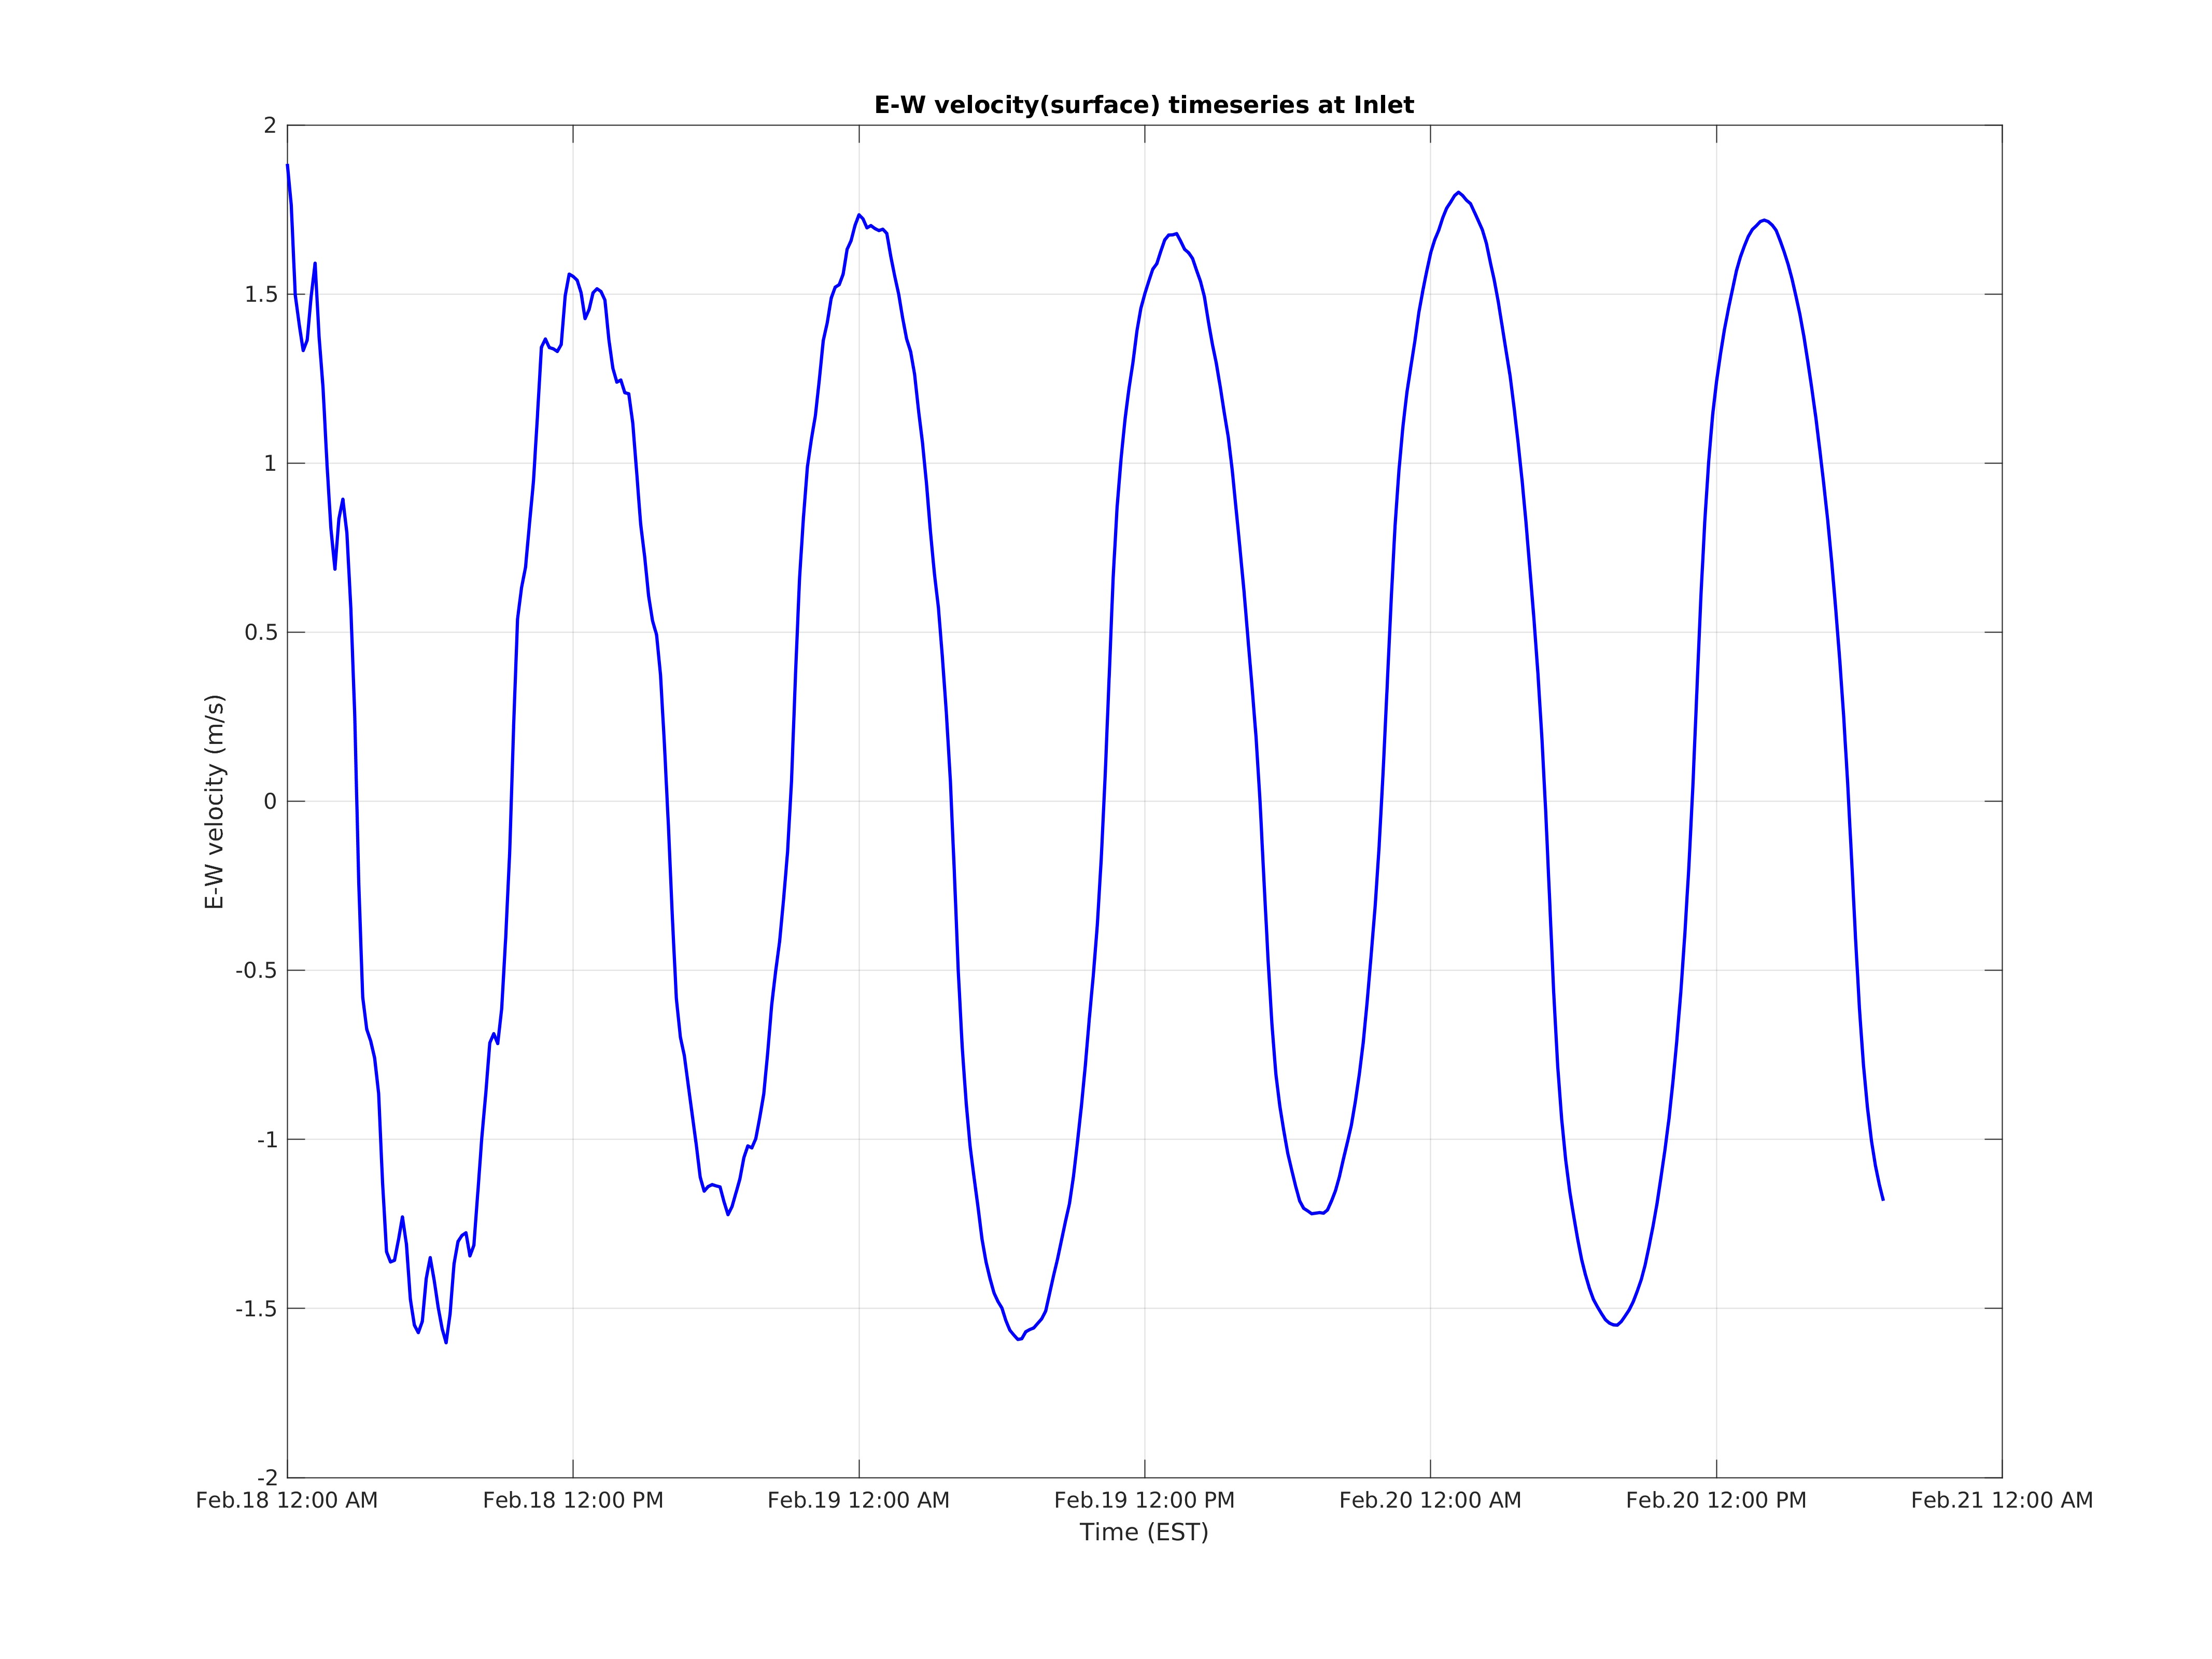 E-W velocity(surface) timeseries at Inlet
2
1.5
1
0.5
0
-0.5
-1
-1.5
-2
E-W velocity (m/s)
Feb.18 12:00 AM
Feb.18 12:00 PM
Feb.19 12:00 AM
Feb.19 12:00 PM
Feb.20 12:00 AM
Feb.20 12:00 PM
Feb.21 12:00 AM
Time (EST)